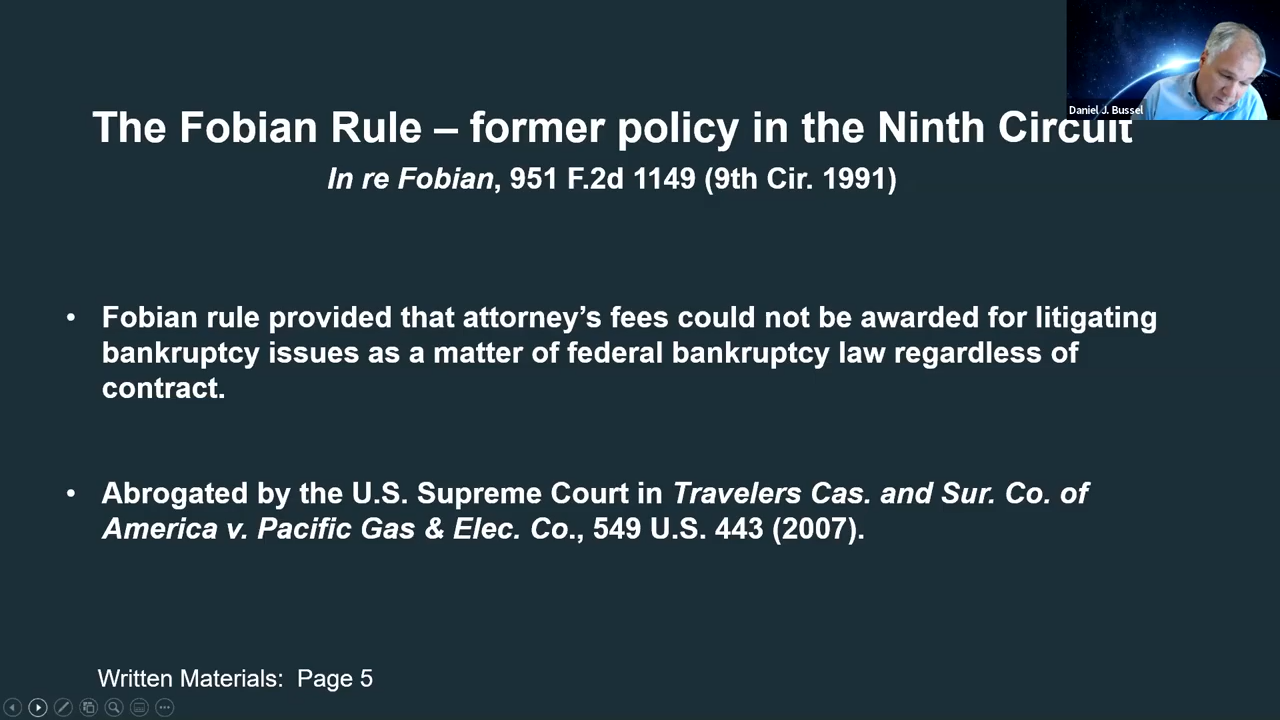 Daniel J. Bussel
The Fobian Rule – former policy in the Ninth Circuit
In re Fobian, 951 F.2d 1149 (9th Cir. 1991)
• Fobian rule provided that attorney’s fees could not be awarded for litigating
bankruptcy issues as a matter of federal bankruptcy law regardless of
contract.
• Abrogated by the U.S. Supreme Court in Travelers Cas. and Sur. Co. of
America v. Pacific Gas & Elec. Co., 549 U.S. 443 (2007).
Written Materials: Page 5